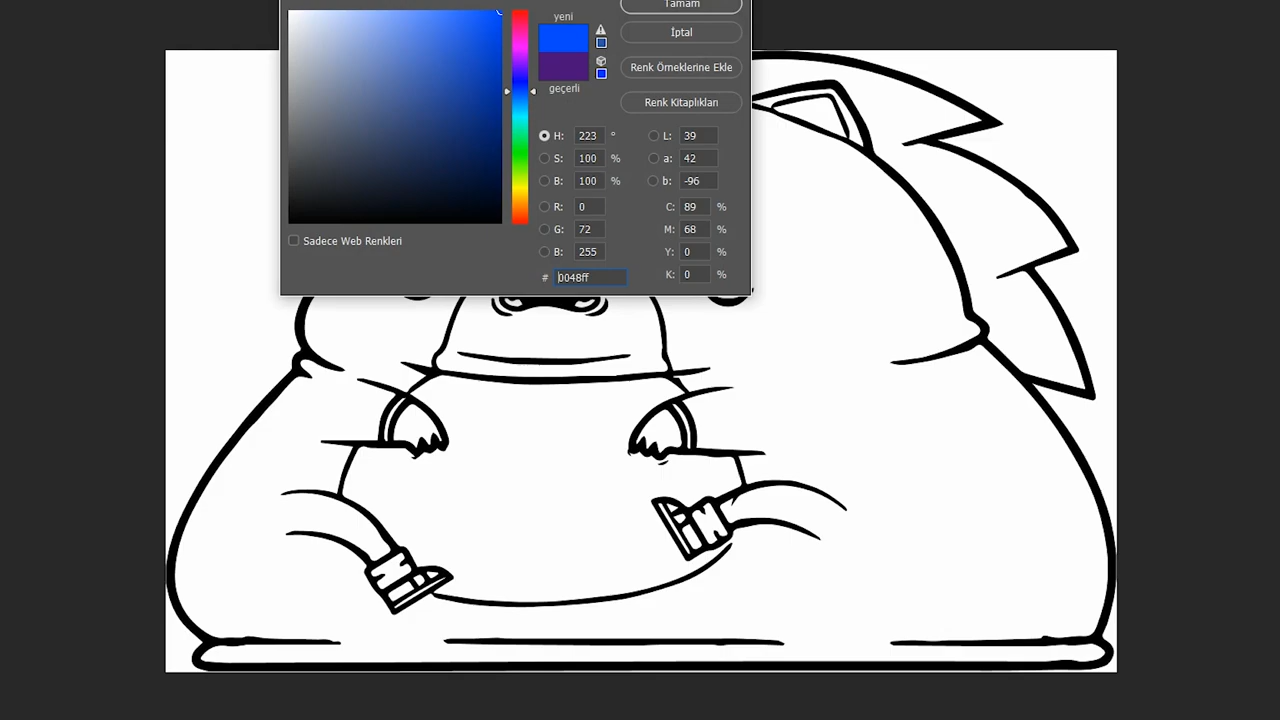 Tamam
yeni
İptal
Renk Örneklerine Ekle
geçerli
Renk Kitaplıkları
H: 223 ° L: 39
S: 100 % a: 42
B: 100 % b: -96
R: 0 C: 89 %
G: 72 M: 68 %
B: 255 Y: 0 %
Sadece Web Renkleri
# 0048ff K: 0 %